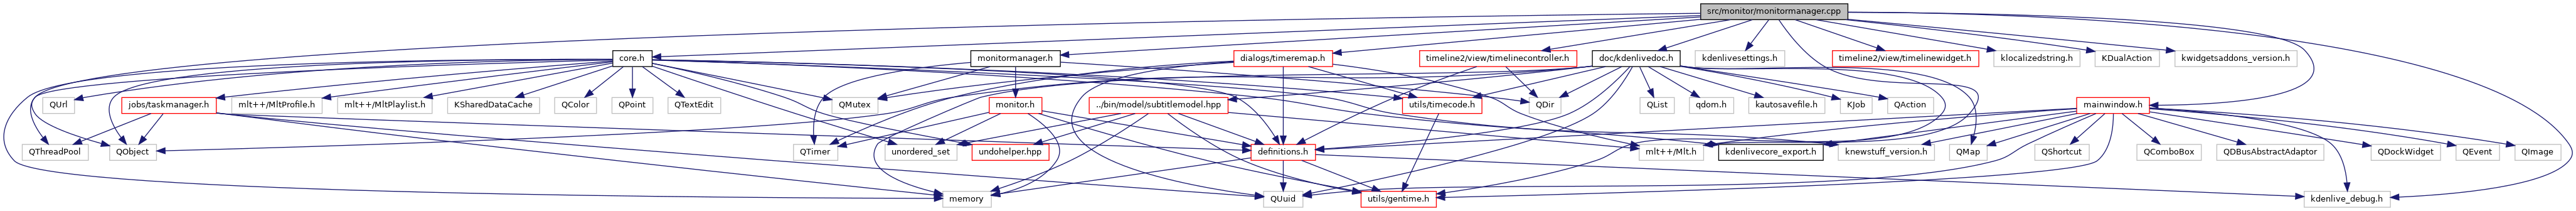 src/monitor/monitormanager.cpp
core.h
monitormanager.h
dialogs/timeremap.h
timeline2/view/timelinecontroller.h
doc/kdenlivedoc.h
kdenlivesettings.h
timeline2/view/timelinewidget.h
klocalizedstring.h
KDualAction
kwidgetsaddons_version.h
QUrl
jobs/taskmanager.h
mlt++/MltProfile.h
mlt++/MltPlaylist.h
KSharedDataCache
QColor
QPoint
QTextEdit
QMutex
monitor.h
../bin/model/subtitlemodel.hpp
utils/timecode.h
QDir
QList
qdom.h
kautosavefile.h
KJob
QAction
mainwindow.h
QThreadPool
QObject
QTimer
unordered_set
undohelper.hpp
definitions.h
mlt++/Mlt.h
kdenlivecore_export.h
knewstuff_version.h
QMap
QShortcut
QComboBox
QDBusAbstractAdaptor
QDockWidget
QEvent
QImage
memory
QUuid
utils/gentime.h
kdenlive_debug.h